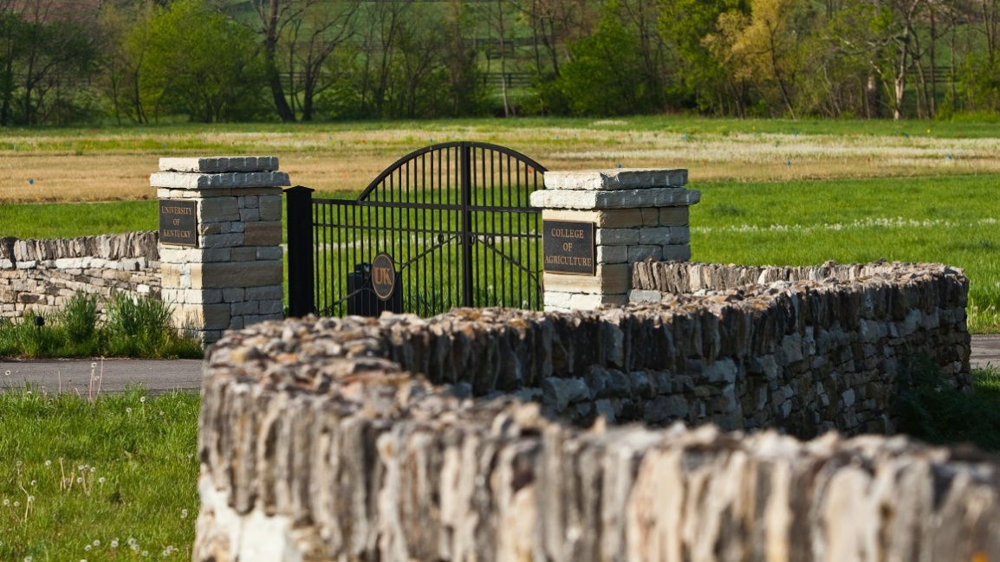 UNIVERSITY
OF
KENTUCKY
UK
COLLEGE
OF
AGRICULTURE